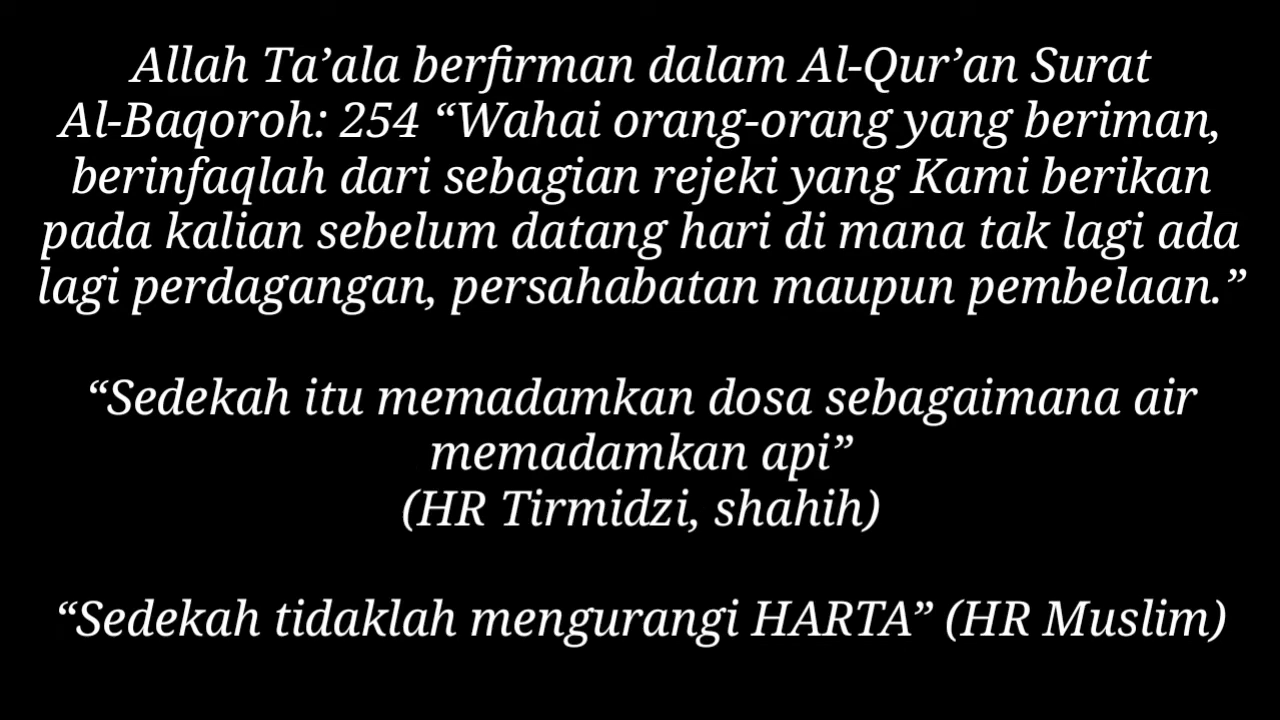 Allah Ta’ala berfirman dalam Al-Qur’an Surat
Al-Baqoroh: 254 “Wahai orang-orang yang beriman,
berinfaqlah dari sebagian rejeki yang Kami berikan
pada kalian sebelum datang hari di mana tak lagi ada
lagi perdagangan, persahabatan maupun pembelaan.”
“Sedekah itu memadamkan dosa sebagaimana air
memadamkan api”
(HR Tirmidzi, shahih)
“Sedekah tidaklah mengurangi HARTA” (HR Muslim)